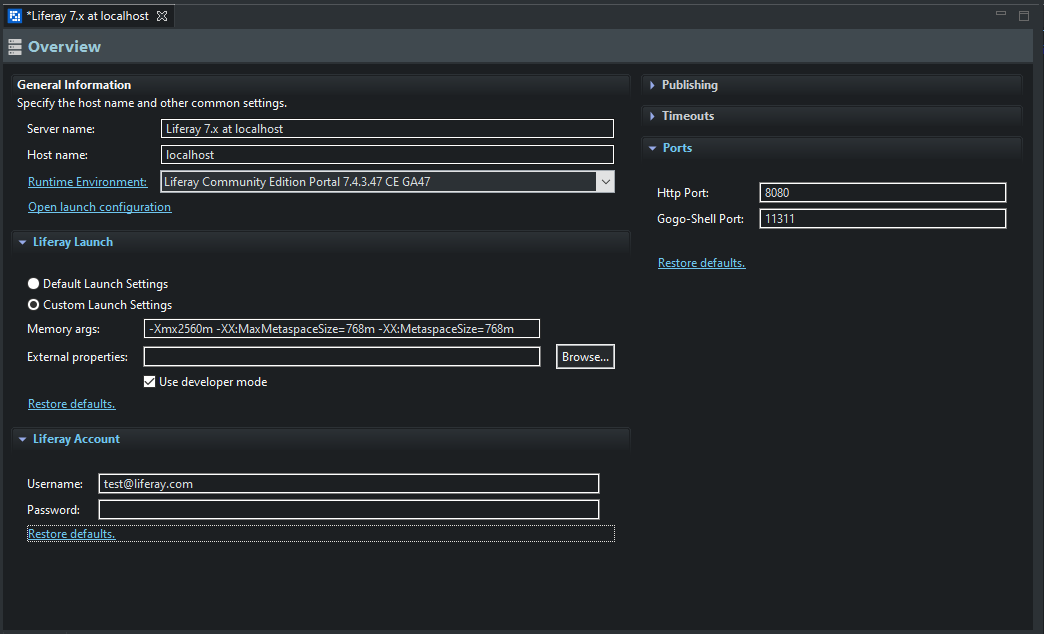 *Liferay 7.x at localhost
Overview
General Information
Specify the host name and other common settings.
Server name: Liferay 7.x at localhost
Host name: localhost
Runtime Environment: Liferay Community Edition Portal 7.4.3.47 CE GA47
Open launch configuration
Liferay Launch
Default Launch Settings
Custom Launch Settings
Memory args: -Xmx2560m -XX:MaxMetaspaceSize=768m -XX:MetaspaceSize=768m
External properties: Browse...
Use developer mode
Restore defaults.
Liferay Account
Username: test@liferay.com
Password:
Restore defaults.
Publishing
Timeouts
Ports
Http Port: 8080
Gogo-Shell Port: 11311
Restore defaults.